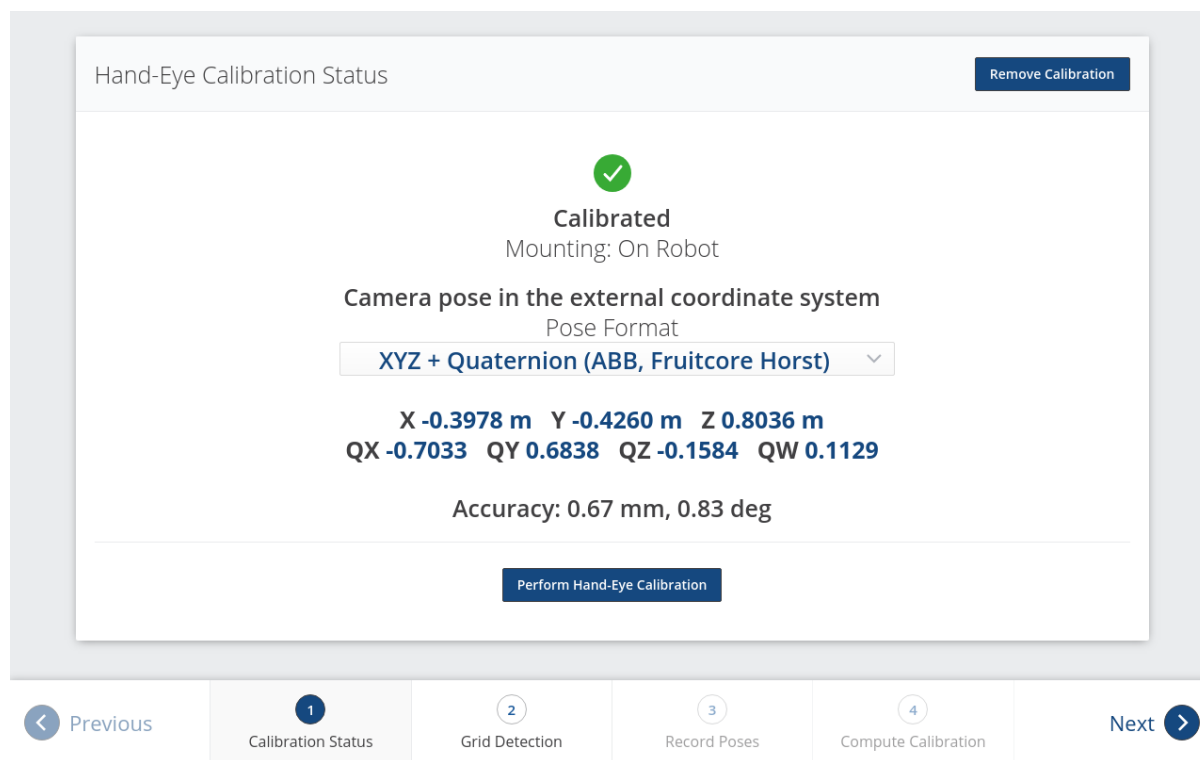 Hand-Eye Calibration Status
Remove Calibration
Calibrated
Mounting: On Robot
Camera pose in the external coordinate system
Pose Format
XYZ + Quaternion (ABB, Fruitcore Horst)
X -0.3978 m Y -0.4260 m Z 0.8036 m
QX -0.7033 QY 0.6838 QZ -0.1584 QW 0.1129
Accuracy: 0.67 mm, 0.83 deg
Perform Hand-Eye Calibration
Previous
1
Calibration Status
2
Grid Detection
3
Record Poses
4
Compute Calibration
Next